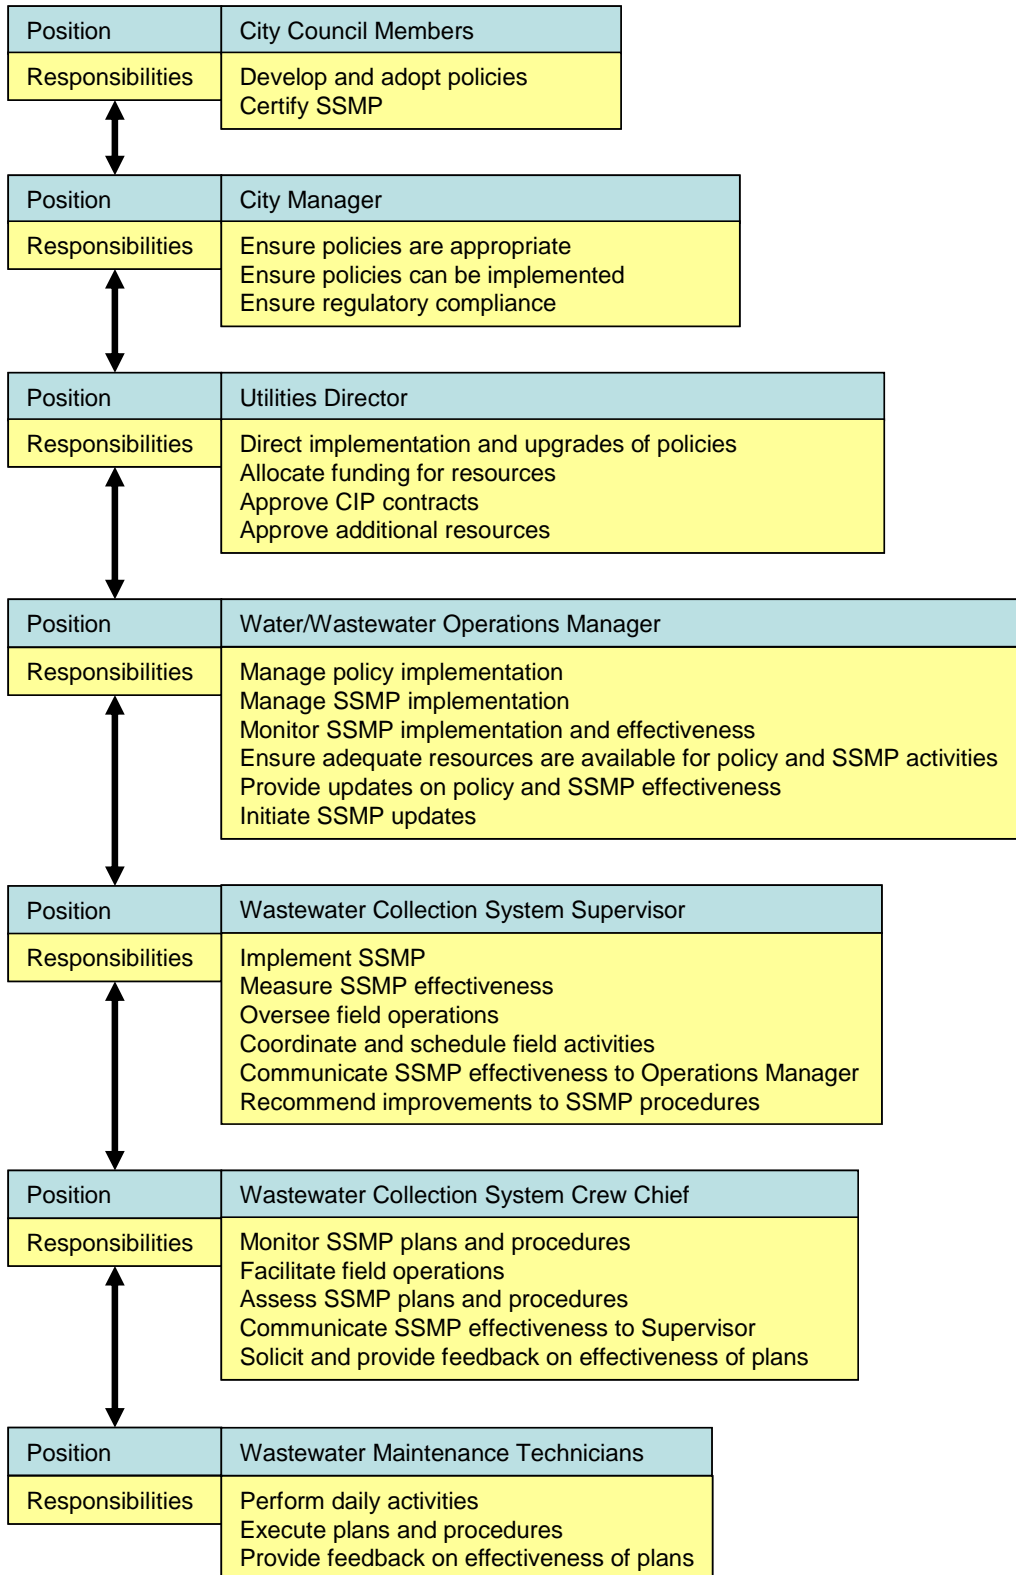 Position City Council Members
Responsibilities Develop and adopt policies
Certify SSMP
Position City Manager
Responsibilities Ensure policies are appropriate
Ensure policies can be implemented
Ensure regulatory compliance
Position Utilities Director
Responsibilities Direct implementation and upgrades of policies
Allocate funding for resources
Approve CIP contracts
Approve additional resources
Position Water/Wastewater Operations Manager
Responsibilities Manage policy implementation
Manage SSMP implementation
Monitor SSMP implementation and effectiveness
Ensure adequate resources are available for policy and SSMP activities
Provide updates on policy and SSMP effectiveness
Initiate SSMP updates
Position Wastewater Collection System Supervisor
Responsibilities Implement SSMP
Measure SSMP effectiveness
Oversee field operations
Coordinate and schedule field activities
Communicate SSMP effectiveness to Operations Manager
Recommend improvements to SSMP procedures
Position Wastewater Collection System Crew Chief
Responsibilities Monitor SSMP plans and procedures
Facilitate field operations
Assess SSMP plans and procedures
Communicate SSMP effectiveness to Supervisor
Solicit and provide feedback on effectiveness of plans
Position Wastewater Maintenance Technicians
Responsibilities Perform daily activities
Execute plans and procedures
Provide feedback on effectiveness of plans